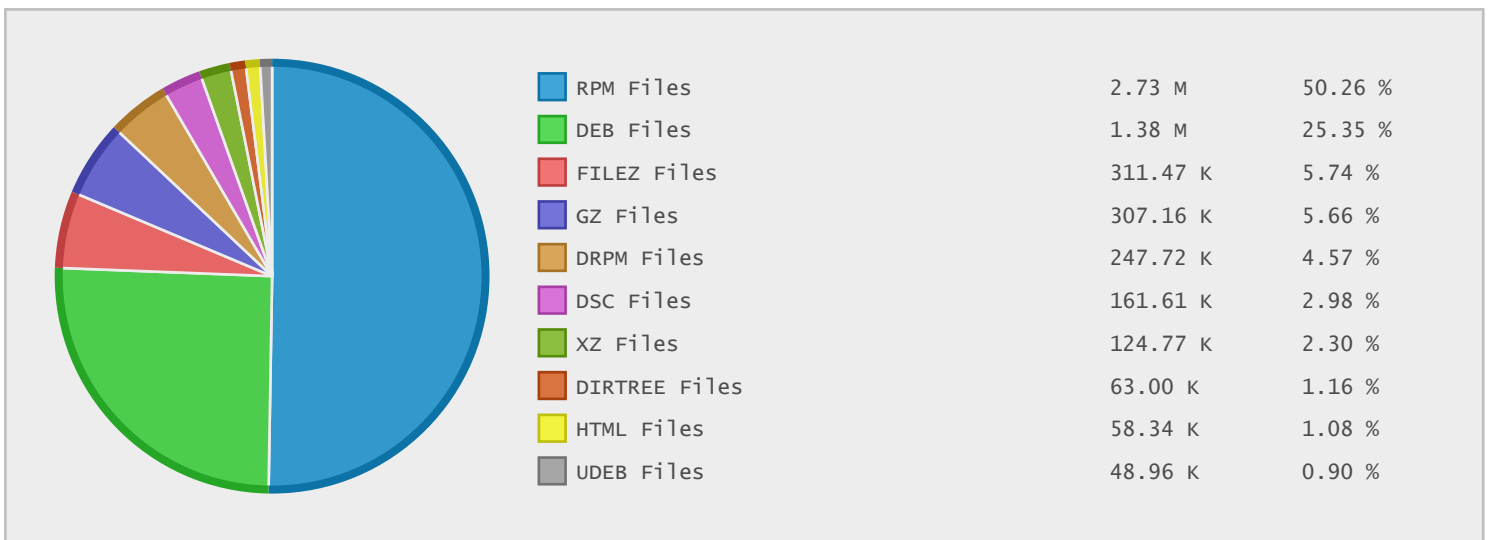 RPM Files 2.73 M 50.26 %
DEB Files 1.38 M 25.35 %
FILEZ Files 311.47 K 5.74 %
GZ Files 307.16 K 5.66 %
DRPM Files 247.72 K 4.57 %
DSC Files 161.61 K 2.98 %
XZ Files 124.77 K 2.30 %
DIRTREE Files 63.00 K 1.16 %
HTML Files 58.34 K 1.08 %
UDEB Files 48.96 K 0.90 %